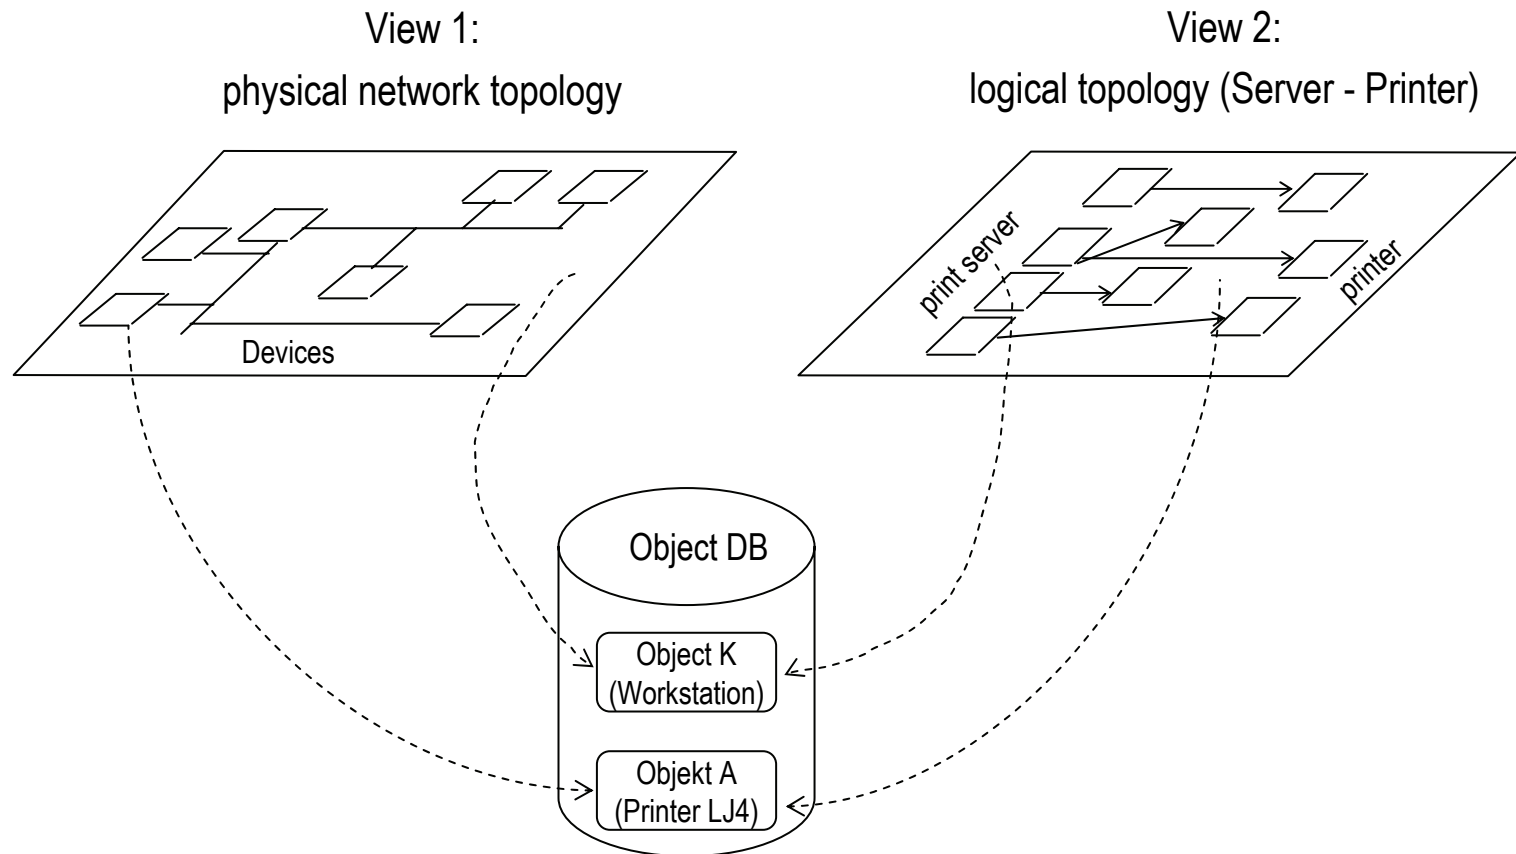 View 1:
physical network topology
View 2:
logical topology (Server - Printer)
print server
printer
Devices
Object DB
Object K
(Workstation)
Objekt A
(Printer LJ4)